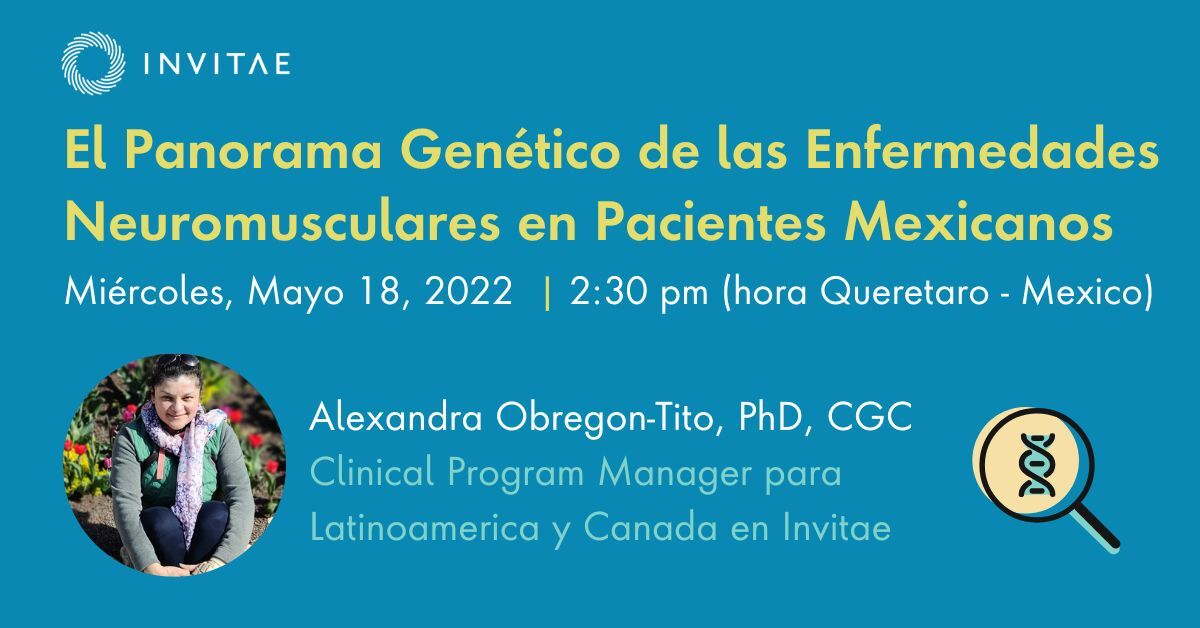 INVITAE
El Panorama Genético de las Enfermedades
Neuromusculares en Pacientes Mexicanos
Miércoles, Mayo 18, 2022 | 2:30 pm (hora Queretaro - Mexico)
Alexandra Obregon-Tito, PhD, CGC
Clinical Program Manager para
Latinoamerica y Canada en Invitae